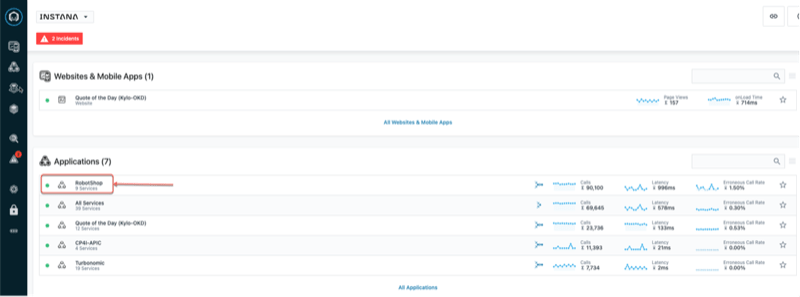 INSTANA
2 Incidents
Websites & Mobile Apps (1)
Quote of the Day (Kylo-OKD)
Website
Page Views
157
onLoad Time
714ms
All Websites & Mobile Apps
Applications (7)
RobotShop
9 Services
Calls
90,100
Latency
896ms
Erroneous Call Rate
1.50%
All Services
39 Services
Calls
69,645
Latency
578ms
Erroneous Call Rate
0.30%
Quote of the Day (Kylo-OKD)
12 Services
Calls
23,736
Latency
133ms
Erroneous Call Rate
0.53%
CP4I-APIC
4 Services
Calls
11,393
Latency
21ms
Erroneous Call Rate
0.00%
Turbonomic
18 Services
Calls
7,734
Latency
2ms
Erroneous Call Rate
0.00%
All Applications